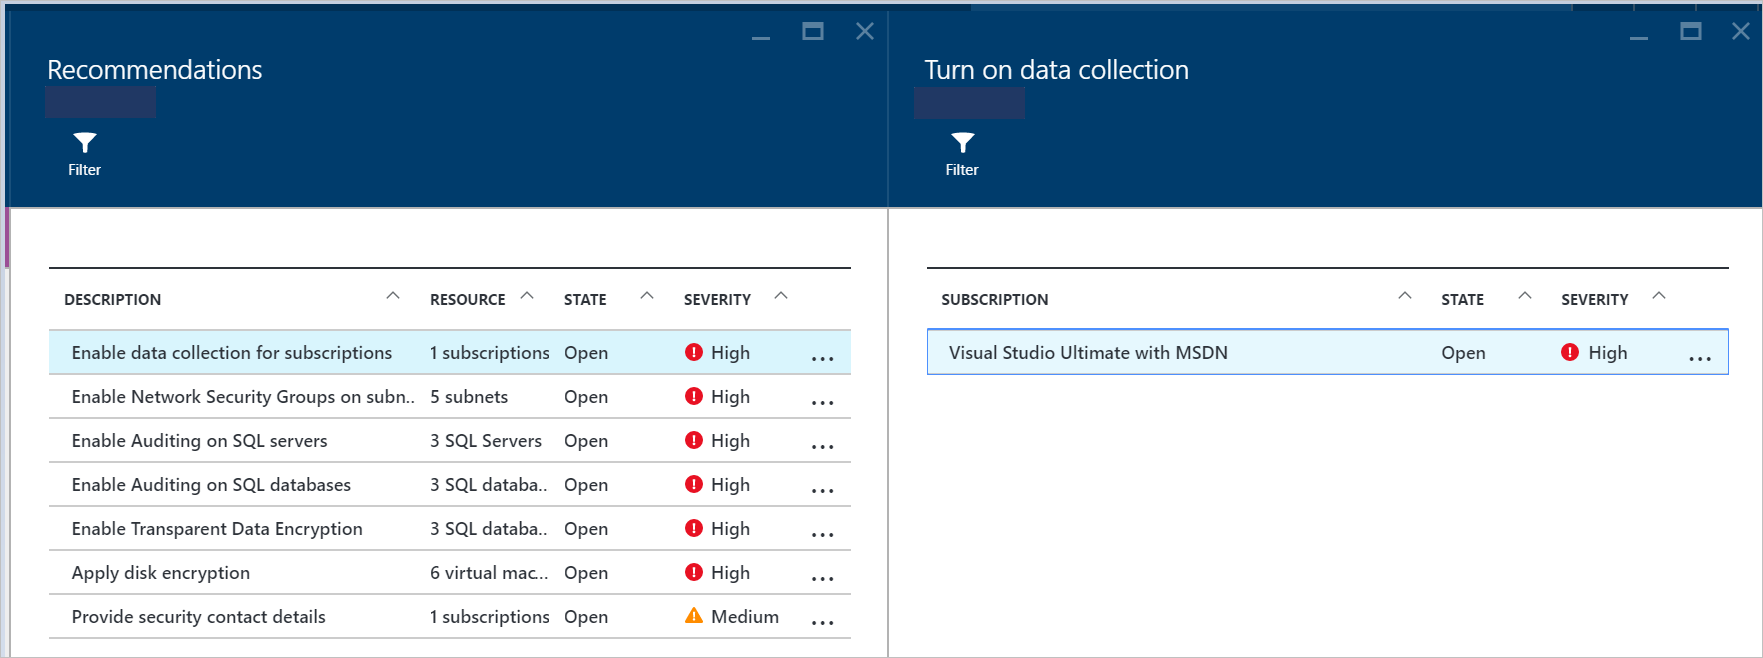 Recommendations
Filter
DESCRIPTION RESOURCE STATE SEVERITY
Enable data collection for subscriptions 1 subscriptions Open High ...
Enable Network Security Groups on subn.. 5 subnets Open High ...
Enable Auditing on SQL servers 3 SQL Servers Open High ...
Enable Auditing on SQL databases 3 SQL databa.. Open High ...
Enable Transparent Data Encryption 3 SQL databa.. Open High ...
Apply disk encryption 6 virtual mac... Open High ...
Provide security contact details 1 subscriptions Open Medium ...
Turn on data collection
Filter
SUBSCRIPTION STATE SEVERITY
Visual Studio Ultimate with MSDN Open High ...